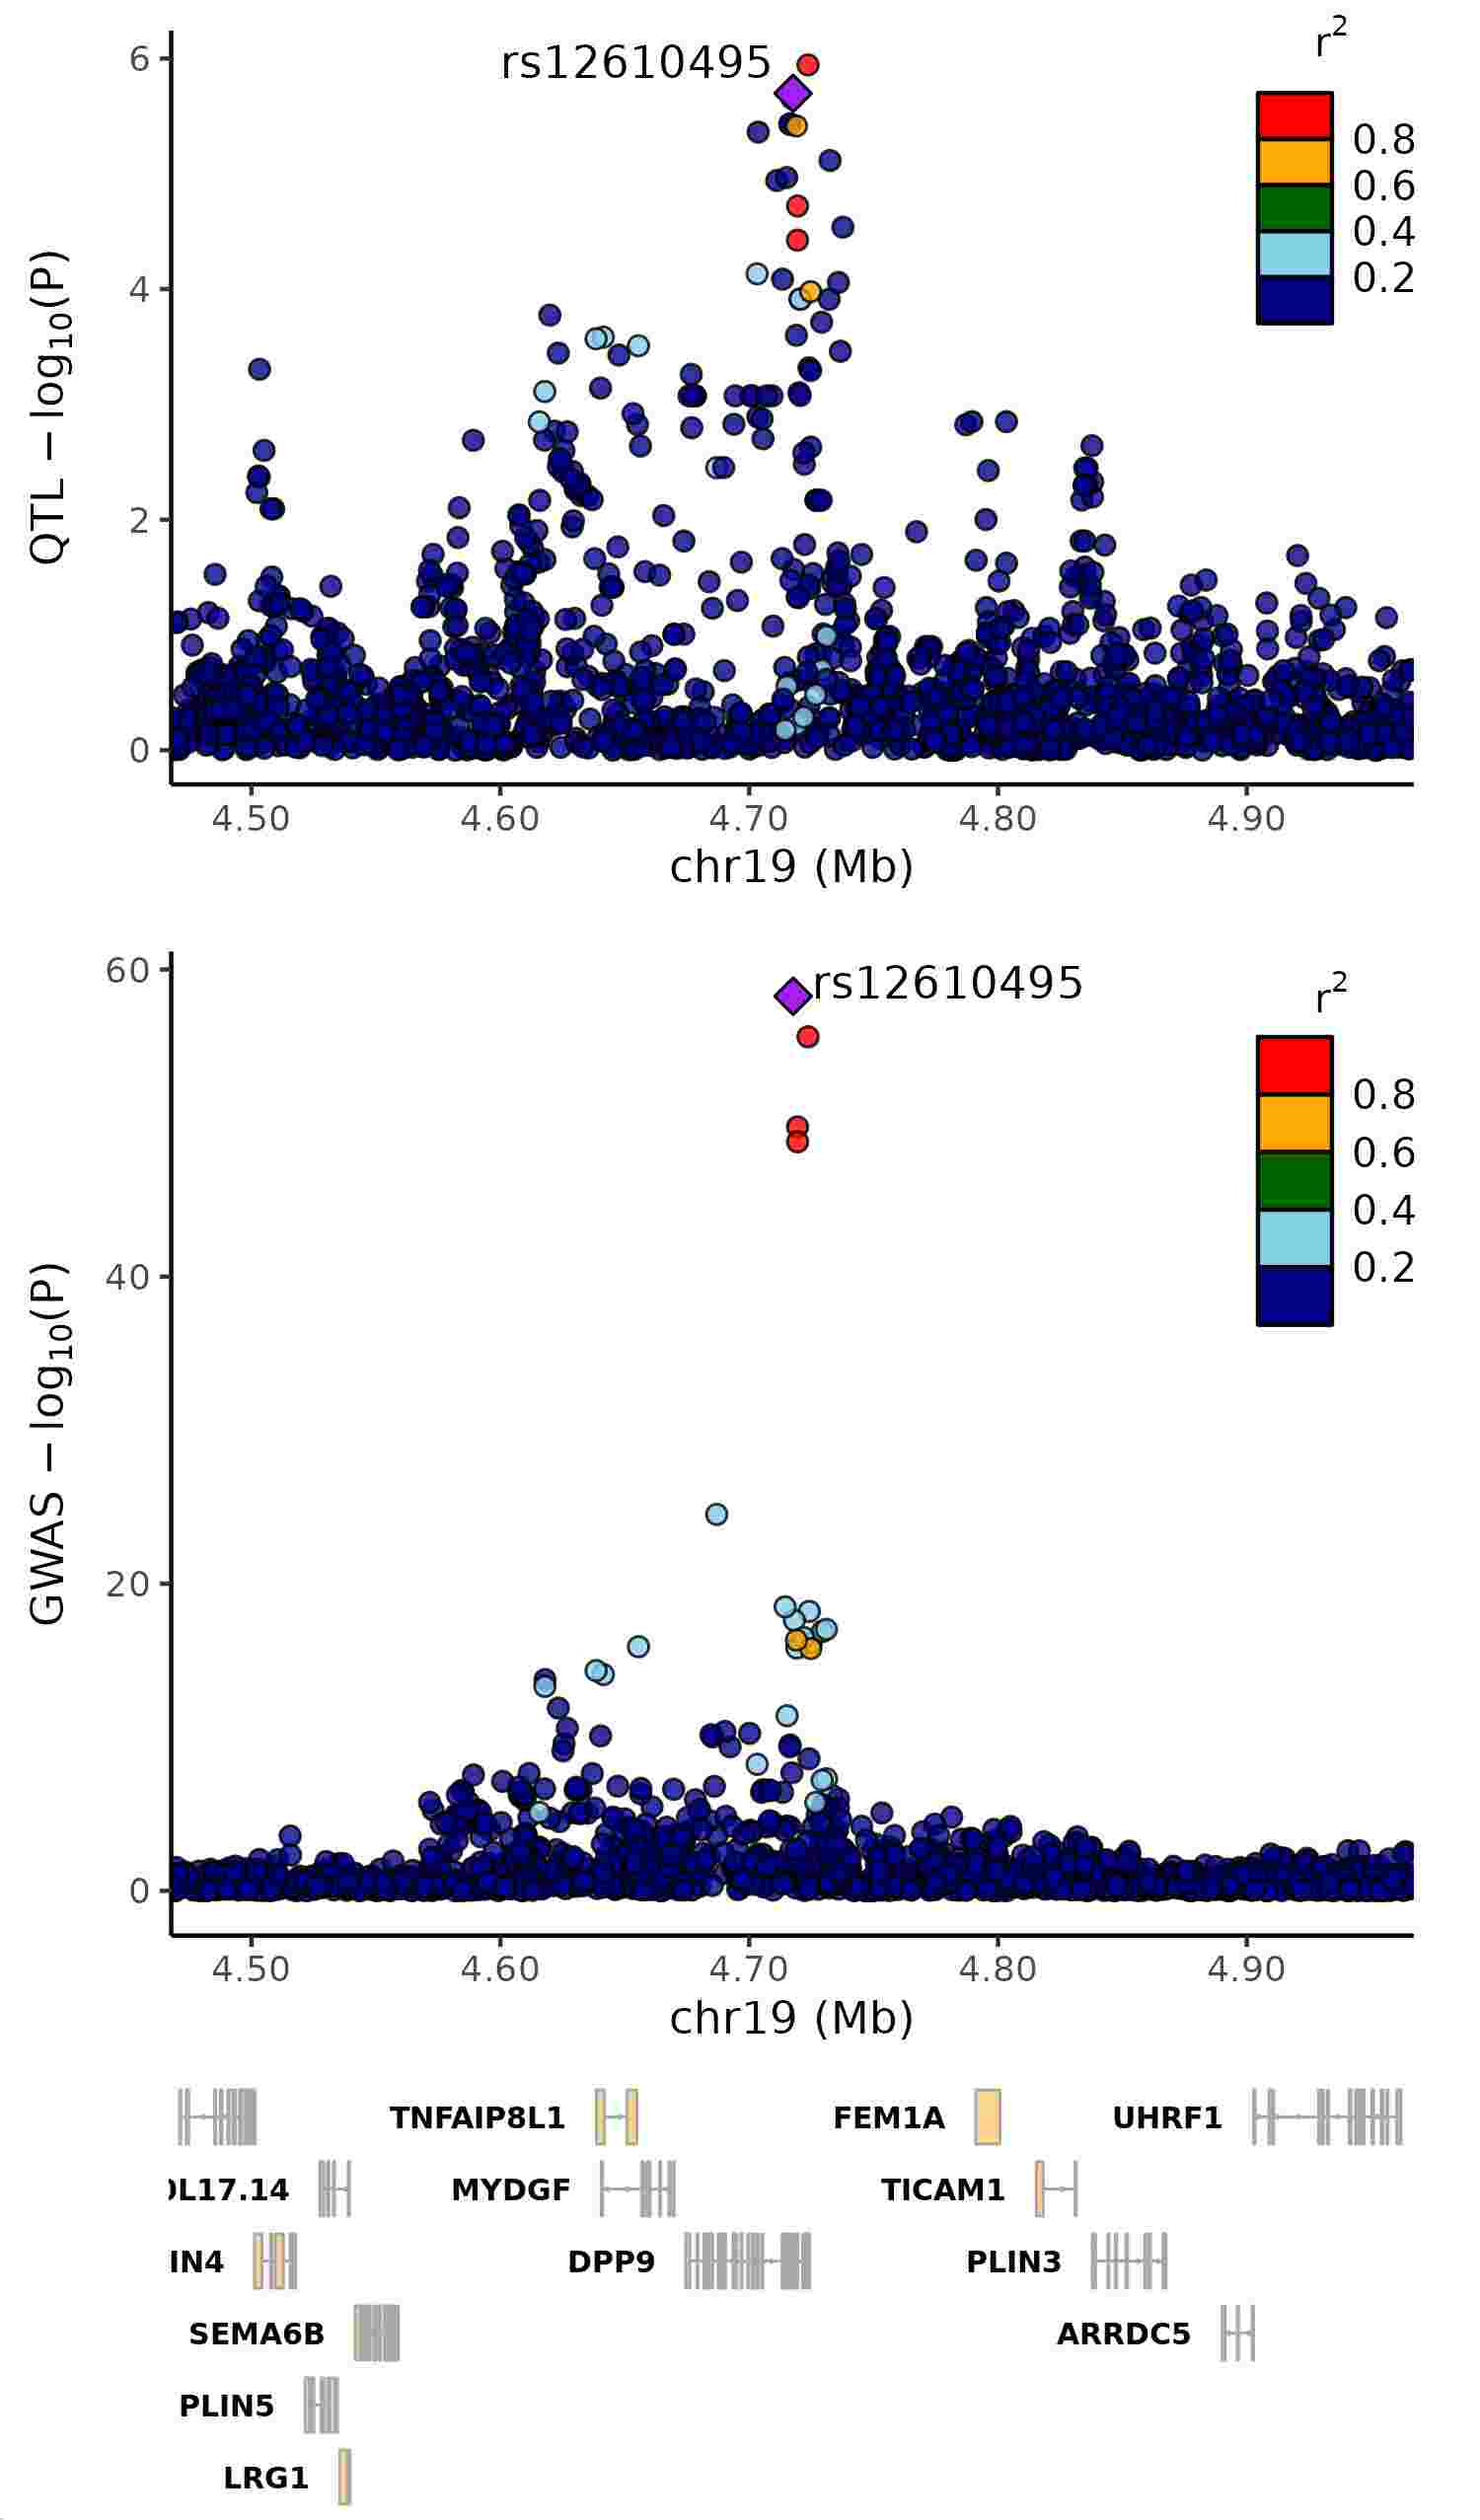 r²
6
rs12610495
0.8
0.6
0.4
0.2
4
2
0
QTL −log₁₀(P)
4.50 4.60 4.70 4.80 4.90
chr19 (Mb)
60
rs12610495
r²
0.8
0.6
0.4
0.2
40
20
0
GWAS −log₁₀(P)
4.50 4.60 4.70 4.80 4.90
chr19 (Mb)
TNFAIP8L1 FEM1A UHRF1
L17.14 MYDGF TICAM1
IN4 DPP9 PLIN3
SEMA6B ARRDC5
PLIN5
LRG1